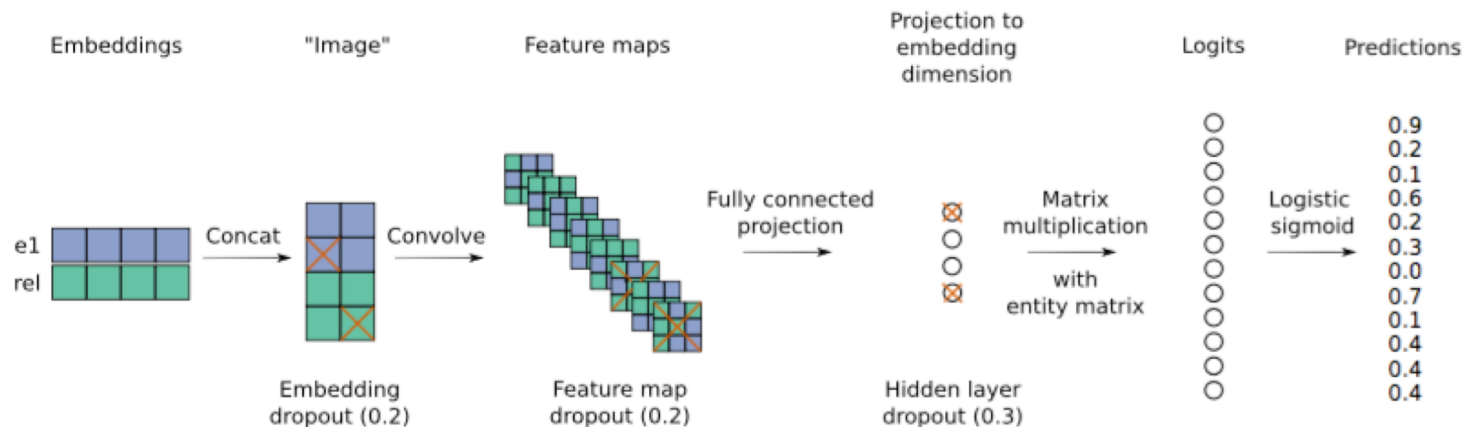 Embeddings
"Image"
Feature maps
Projection to
embedding
dimension
Logits
Predictions
e1
rel
Concat
Convolve
Fully connected
projection
Matrix
multiplication
with
entity matrix
Logistic
sigmoid
0.9
0.2
0.1
0.6
0.2
0.3
0.0
0.7
0.1
0.4
0.4
0.4
Embedding
dropout (0.2)
Feature map
dropout (0.2)
Hidden layer
dropout (0.3)